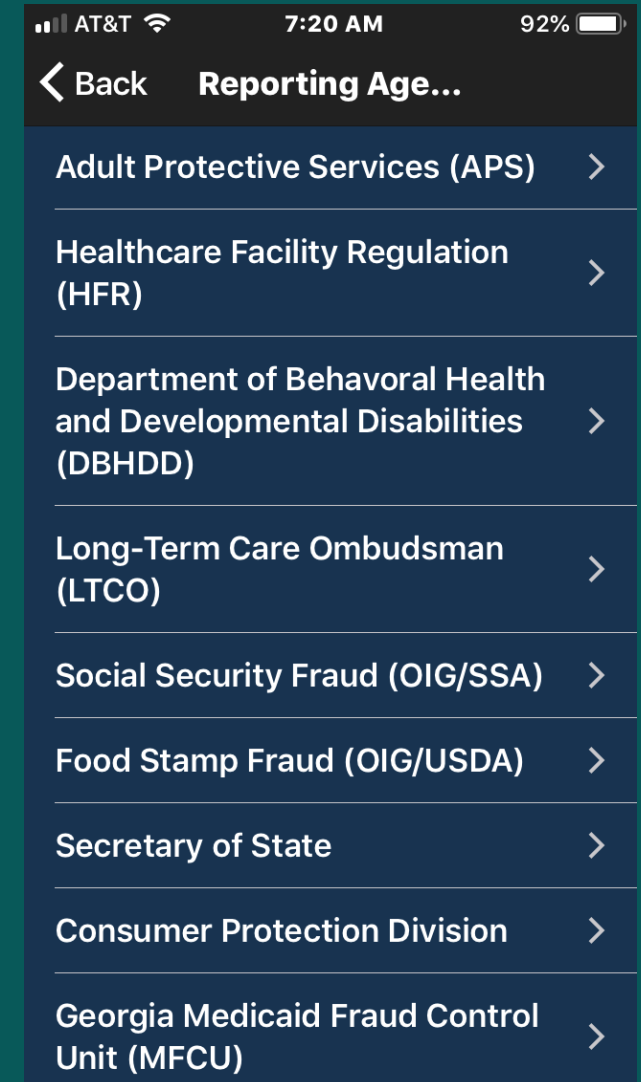 AT&T 7:20 AM 92%
Back Reporting Age...
Adult Protective Services (APS)
Healthcare Facility Regulation
(HFR)
Department of Behavoral Health
and Developmental Disabilities
(DBHDD)
Long-Term Care Ombudsman
(LTCO)
Social Security Fraud (OIG/SSA)
Food Stamp Fraud (OIG/USDA)
Secretary of State
Consumer Protection Division
Georgia Medicaid Fraud Control
Unit (MFCU)